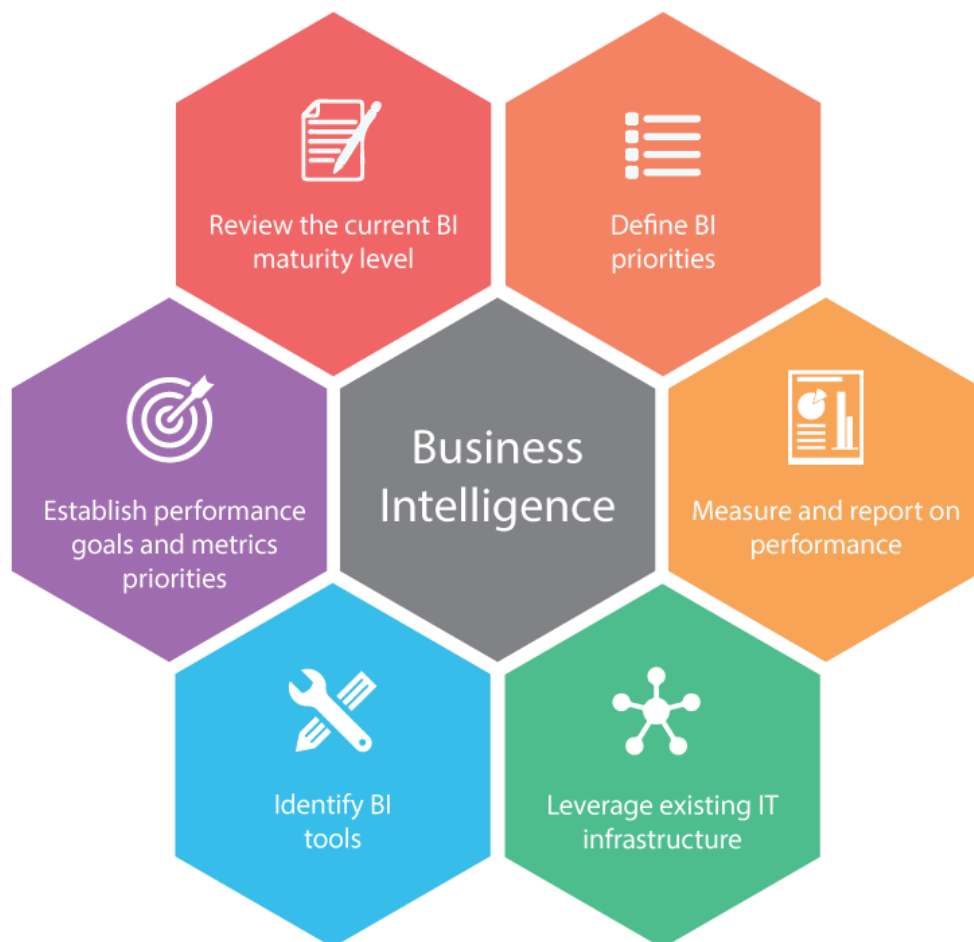 Review the current BI
maturity level
Define BI
priorities
Establish performance
goals and metrics
priorities
Business
Intelligence
Measure and report on
performance
Identify BI
tools
Leverage existing IT
infrastructure